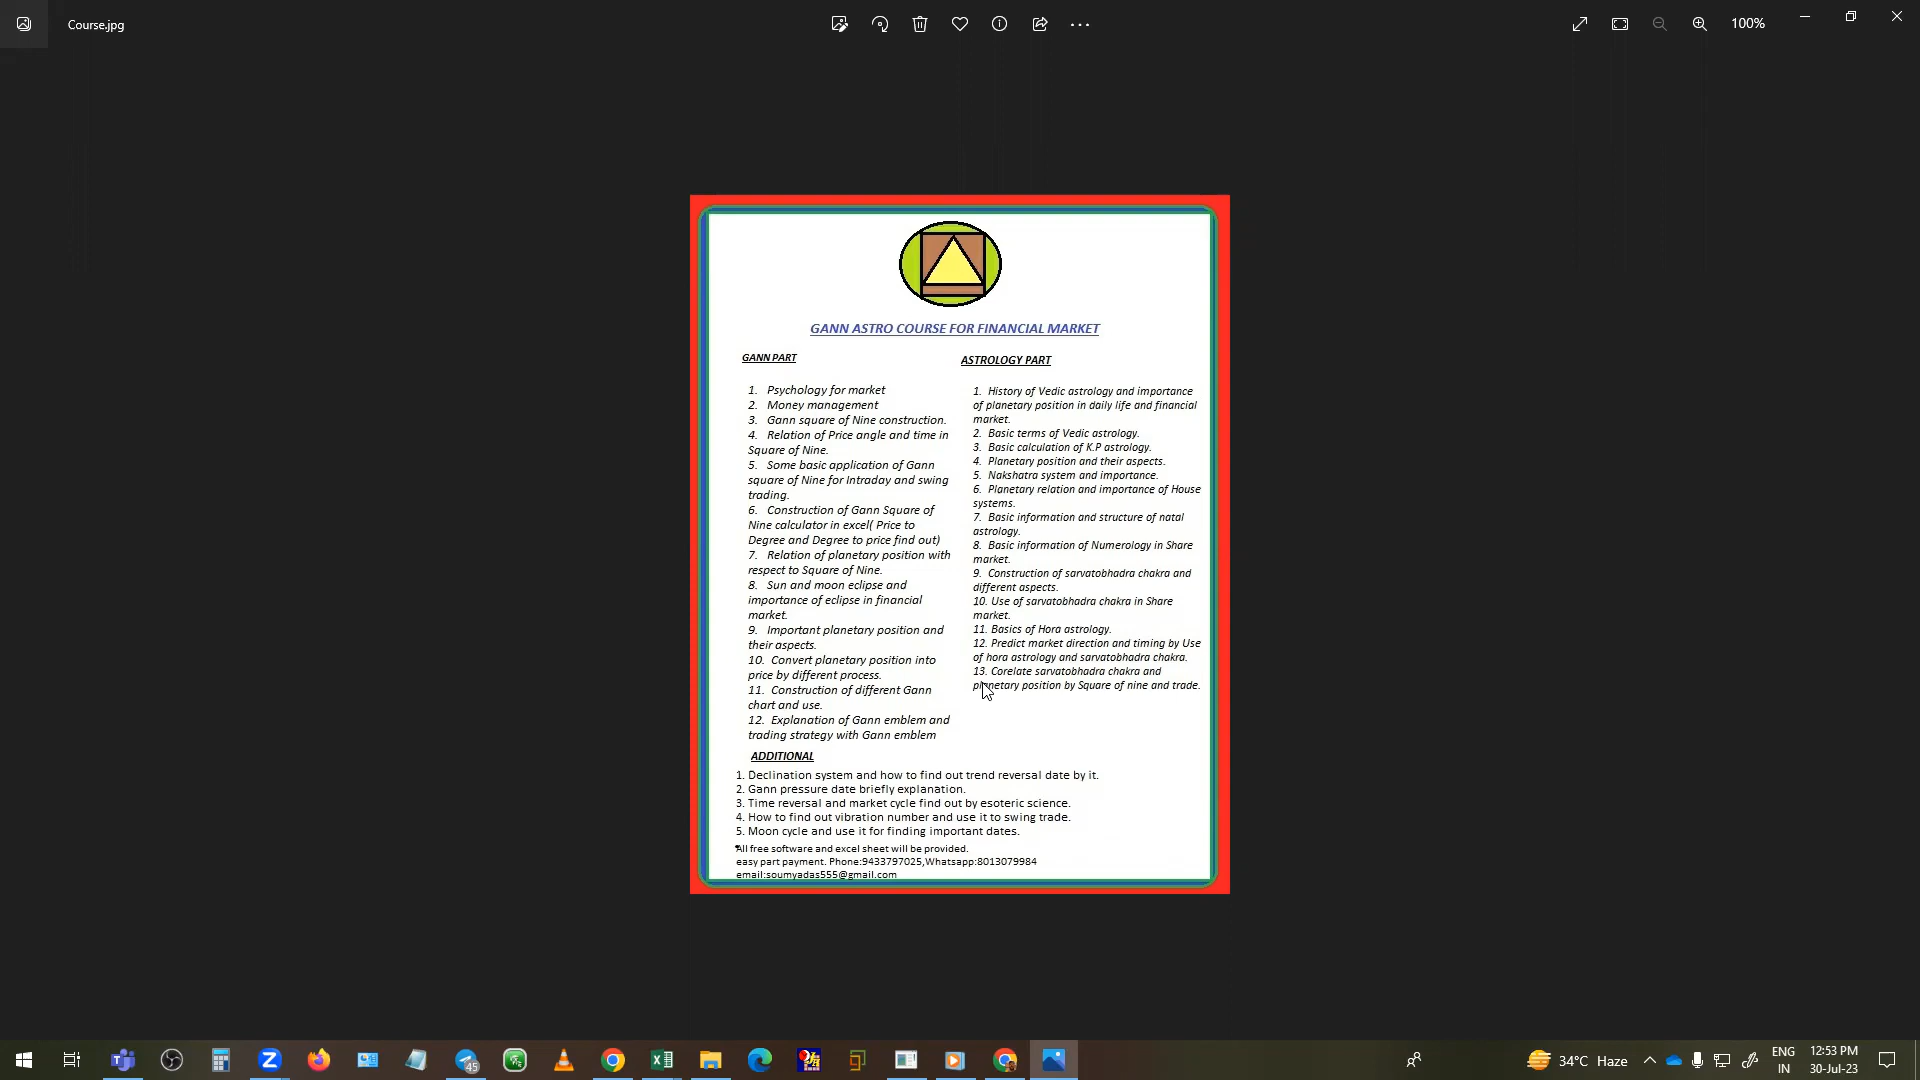 Course.jpg
100%
GANN ASTRO COURSE FOR FINANCIAL MARKET
GANN PART
1. Psychology for market
2. Money management
3. Gann square of Nine construction.
4. Relation of Price angle and time in
Square of Nine.
5. Some basic application of Gann
square of Nine for Intraday and swing
trading.
6. Construction of Gann Square of
Nine calculator in excel( Price to
Degree and Degree to price find out)
7. Relation of planetary position with
respect to Square of Nine.
8. Sun and moon eclipse and
importance of eclipse in financial
market.
9. Important planetary position and
their aspects.
10. Convert planetary position into
price by different process.
11. Construction of different Gann
chart and use.
12. Explanation of Gann emblem and
trading strategy with Gann emblem
ASTROLOGY PART
1. History of Vedic astrology and importance
of planetary position in daily life and financial
market.
2. Basic terms of Vedic astrology.
3. Basic calculation of K.P astrology.
4. Planetary position and their aspects.
5. Nakshatra system and importance.
6. Planetary relation and importance of House
systems.
7. Basic information and structure of natal
astrology.
8. Basic information of Numerology in Share
market.
9. Construction of sarvatobhadra chakra and
different aspects.
10. Use of sarvatobhadra chakra in Share
market.
11. Basics of Hora astrology.
12. Predict market direction and timing by Use
of hora astrology and sarvatobhadra chakra.
13. Corelate sarvatobhadra chakra and
planetary position by Square of nine and trade.
ADDITIONAL
1. Declination system and how to find out trend reversal date by it.
2. Gann pressure date briefly explanation.
3. Time reversal and market cycle find out by esoteric science.
4. How to find out vibration number and use it to swing trade.
5. Moon cycle and use it for finding important dates.
*All free software and excel sheet will be provided.
easy part payment. Phone:9433797025,Whatsapp:8013079984
email:soumyadas555@gmail.com
45
34°C Haze
ENG
IN
12:53 PM
30-Jul-23